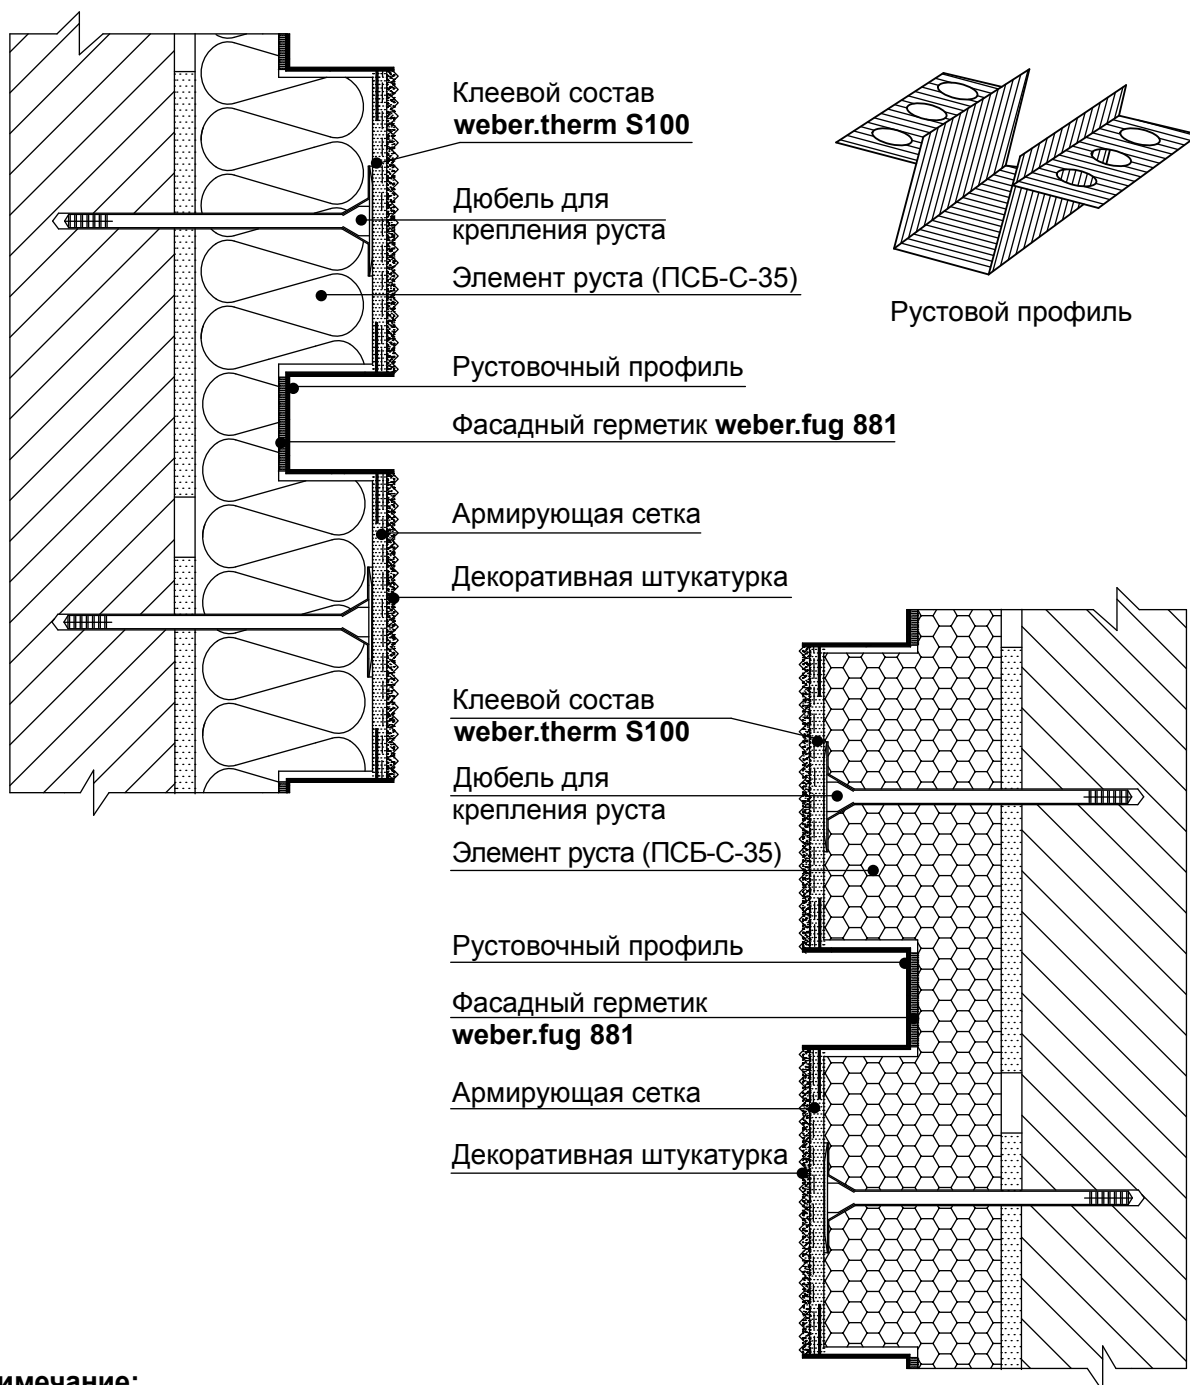 Клеевой состав
weber.therm S100
Дюбель для
крепления руста
Элемент руста (ПСБ-С-35)
Рустовой профиль
Рустовочный профиль
Фасадный герметик weber.fug 881
Армирующая сетка
Декоративная штукатурка
Клеевой состав
weber.therm S100
Дюбель для
крепления руста
Элемент руста (ПСБ-С-35)
Рустовочный профиль
Фасадный герметик
weber.fug 881
Армирующая сетка
Декоративная штукатурка
имечание: